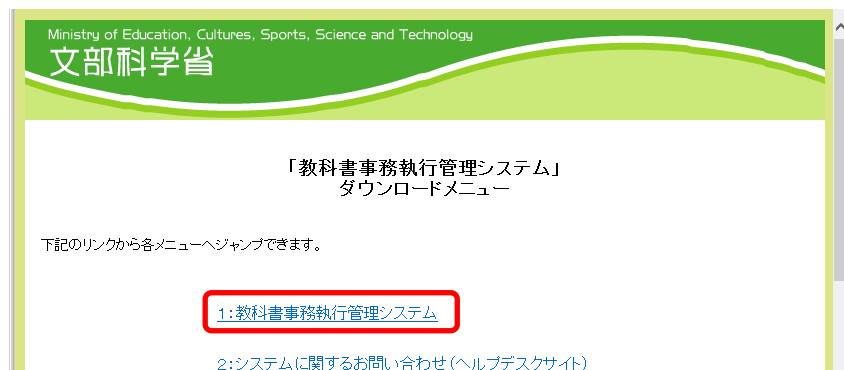 Ministry of Education, Cultures, Sports, Science and Technology
文部科学省
「教科書事務執行管理システム」
ダウンロードメニュー
下記のリンクから各メニューへジャンプできます。
1:教科書事務執行管理システム
2:システムに関するお問い合わせ(ヘルプデスクサイト)